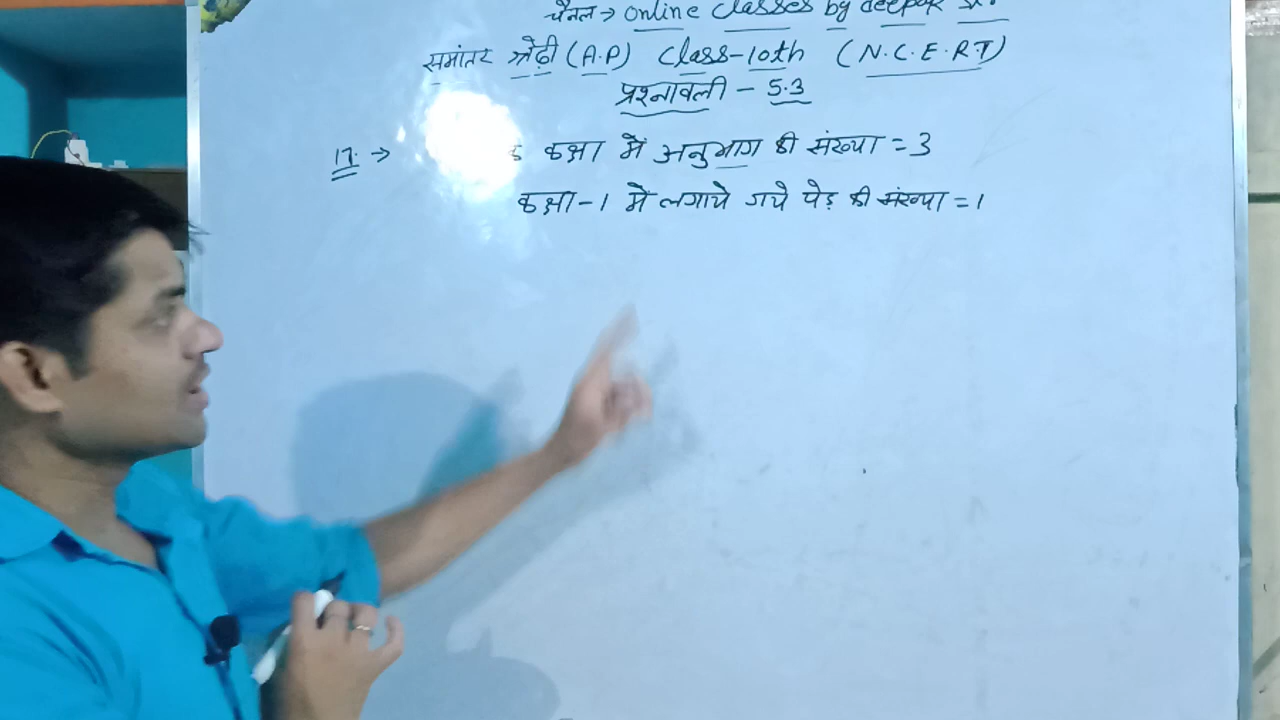 चैनल → online classes by deepak
समांतर श्रेढ़ी (A.P) Class-10th (N.C.E.R.T)
प्रश्नावली - 5.3
17. → कक्षा में अनुभाग की संख्या = 3
कक्षा-1 में लगाये गये पेड़ की संख्या = 1